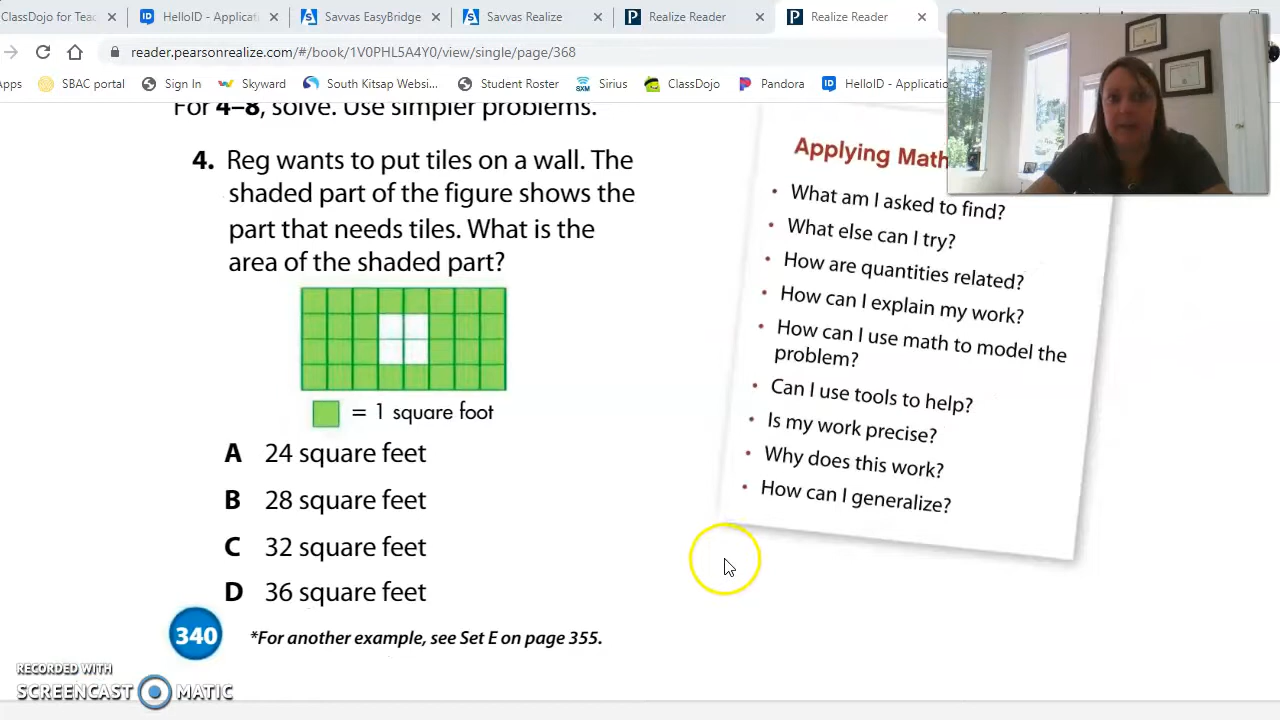 ClassDojo for Teac
HelloID - Applicati
Savvas EasyBridge
Savvas Realize
Realize Reader
Realize Reader
reader.pearsonrealize.com/#/book/1V0PHL5A4Y0/view/single/page/368
pps
SBAC portal
Sign In
Skyward
South Kitsap Websi...
Student Roster
Sirius
ClassDojo
Pandora
HelloID - Application
For 4–8, solve. Use simpler problems.
4. Reg wants to put tiles on a wall. The
shaded part of the figure shows the
part that needs tiles. What is the
area of the shaded part?
= 1 square foot
A 24 square feet
B 28 square feet
C 32 square feet
D 36 square feet
340 *For another example, see Set E on page 355.
Applying Math
• What am I asked to find?
• What else can I try?
• How are quantities related?
• How can I explain my work?
• How can I use math to model the
problem?
• Can I use tools to help?
• Is my work precise?
• Why does this work?
• How can I generalize?
RECORDED WITH
SCREENCAST MATIC